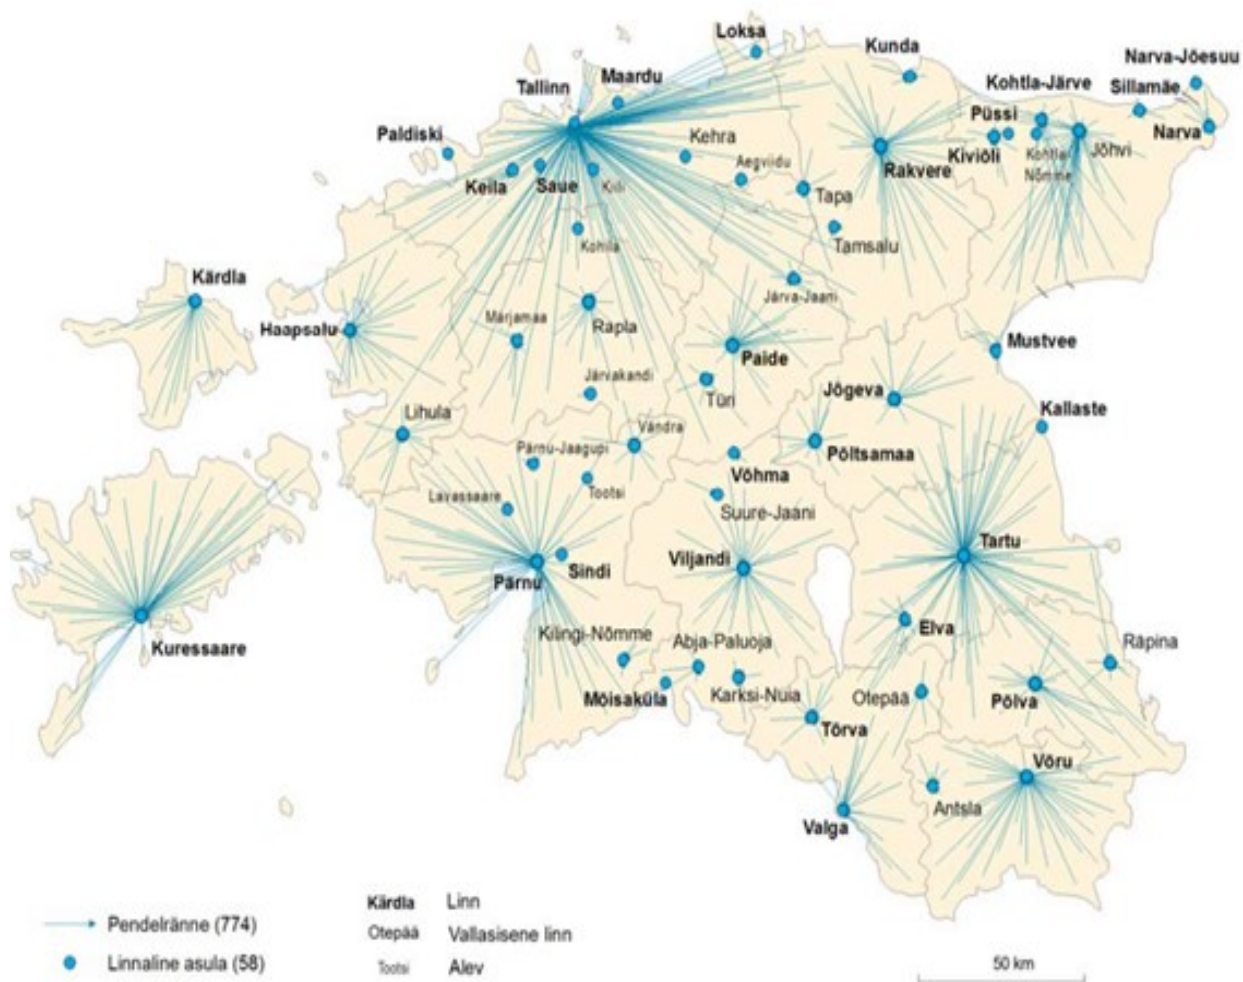 Loksa
Kunda
Narva-Jõesuu
Maardu
Kohtla-Järve
Sillamäe
Tallinn
Püssi
Paldiski
Kehra
Narva
Kiviõli
Kohtla-
Nõmme
Jõhvi
Aegviidu
Rakvere
Keila
Saue
Kiili
Tapa
Tamsalu
Kohila
Kärdla
Järva-Jaani
Haapsalu
Märjamaa
Rapla
Paide
Mustvee
Järvakandi
Türi
Jõgeva
Kallaste
Lihula
Vändra
Pärnu-Jaagupi
Põltsamaa
Võhma
Lavassaare
Tootsi
Suure-Jaani
Tartu
Viljandi
Sindi
Pärnu
Elva
Kilingi-Nõmme
Abja-Paluoja
Räpina
Kuressaare
Mõisaküla
Karksi-Nuia
Otepää
Põlva
Tõrva
Võru
Antsla
Valga
Kärdla Linn
Pendelränne (774)
Otepää Vallasisene linn
Linnaline asula (58)
Tootsi Alev
50 km